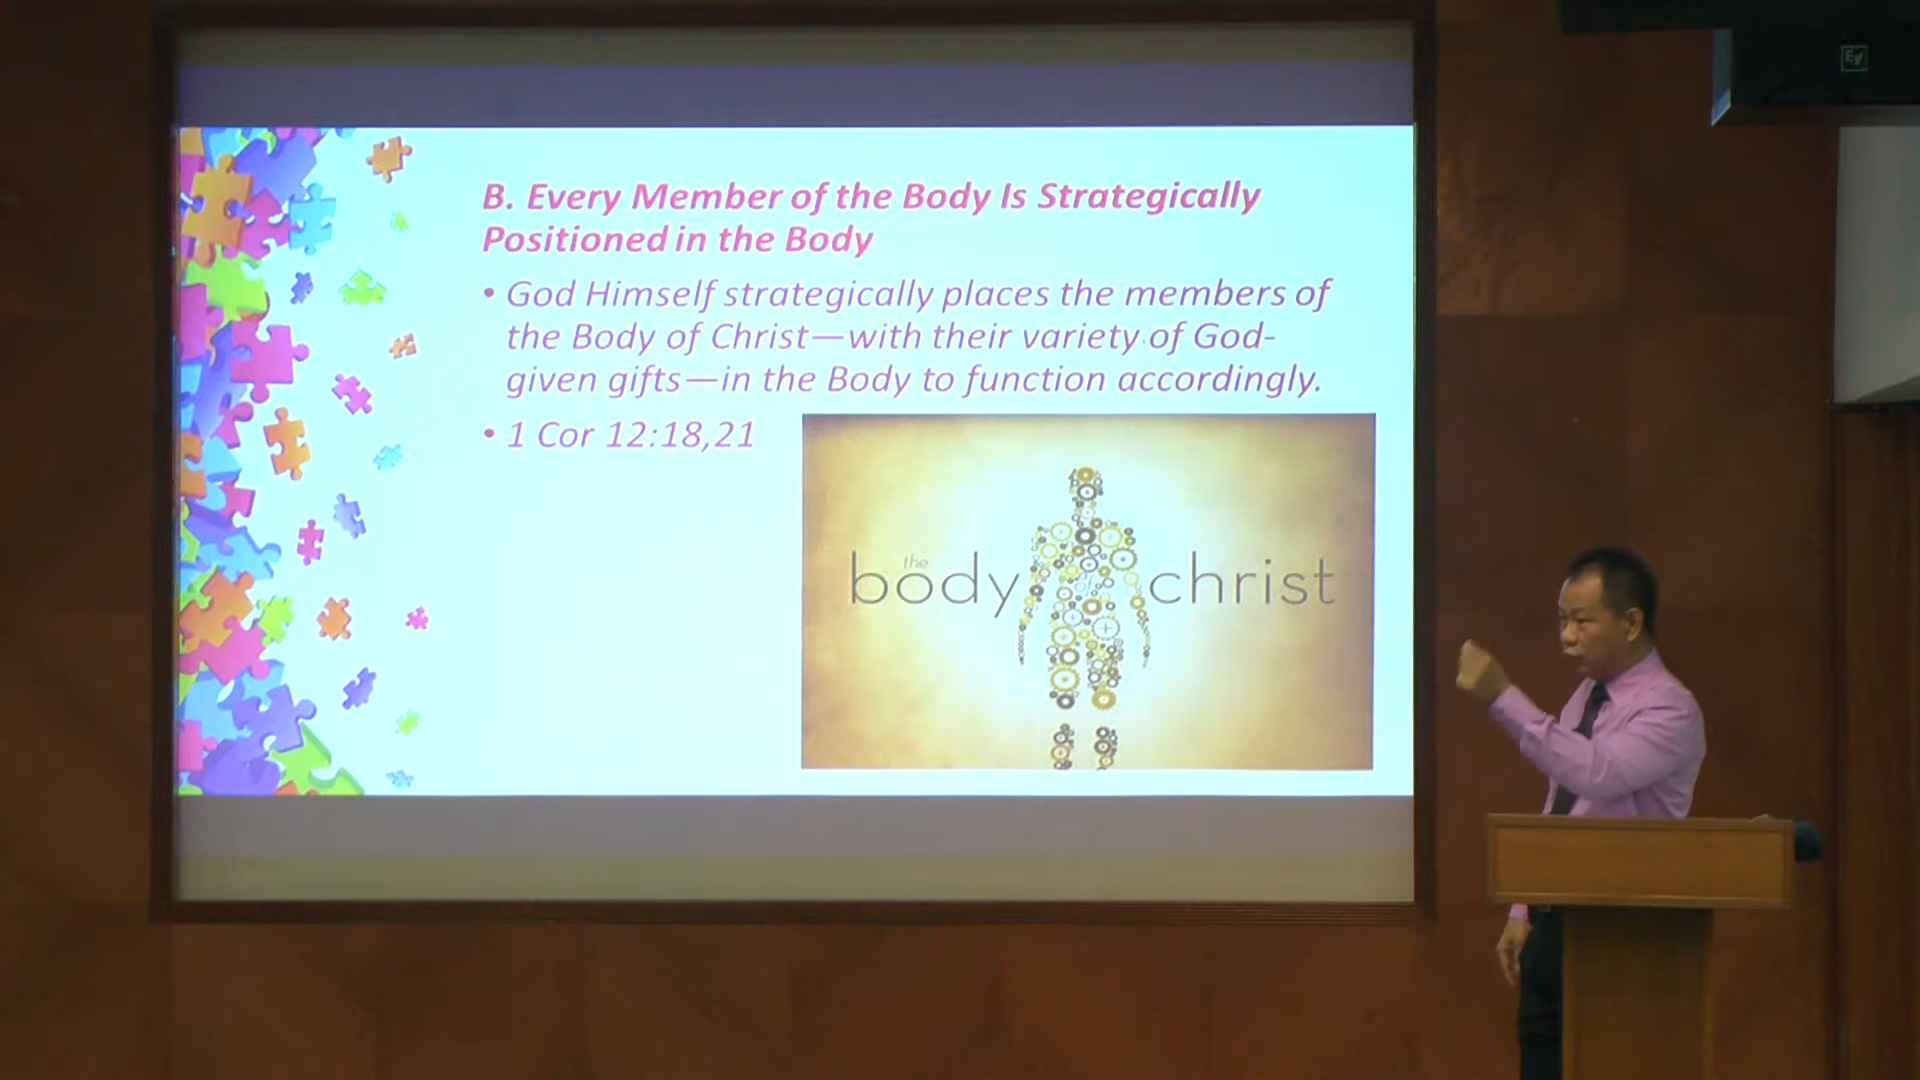 B. Every Member of the Body Is Strategically
Positioned in the Body
• God Himself strategically places the members of
the Body of Christ—with their variety of God-
given gifts—in the Body to function accordingly.
• 1 Cor 12:18,21
the
body of christ
EV